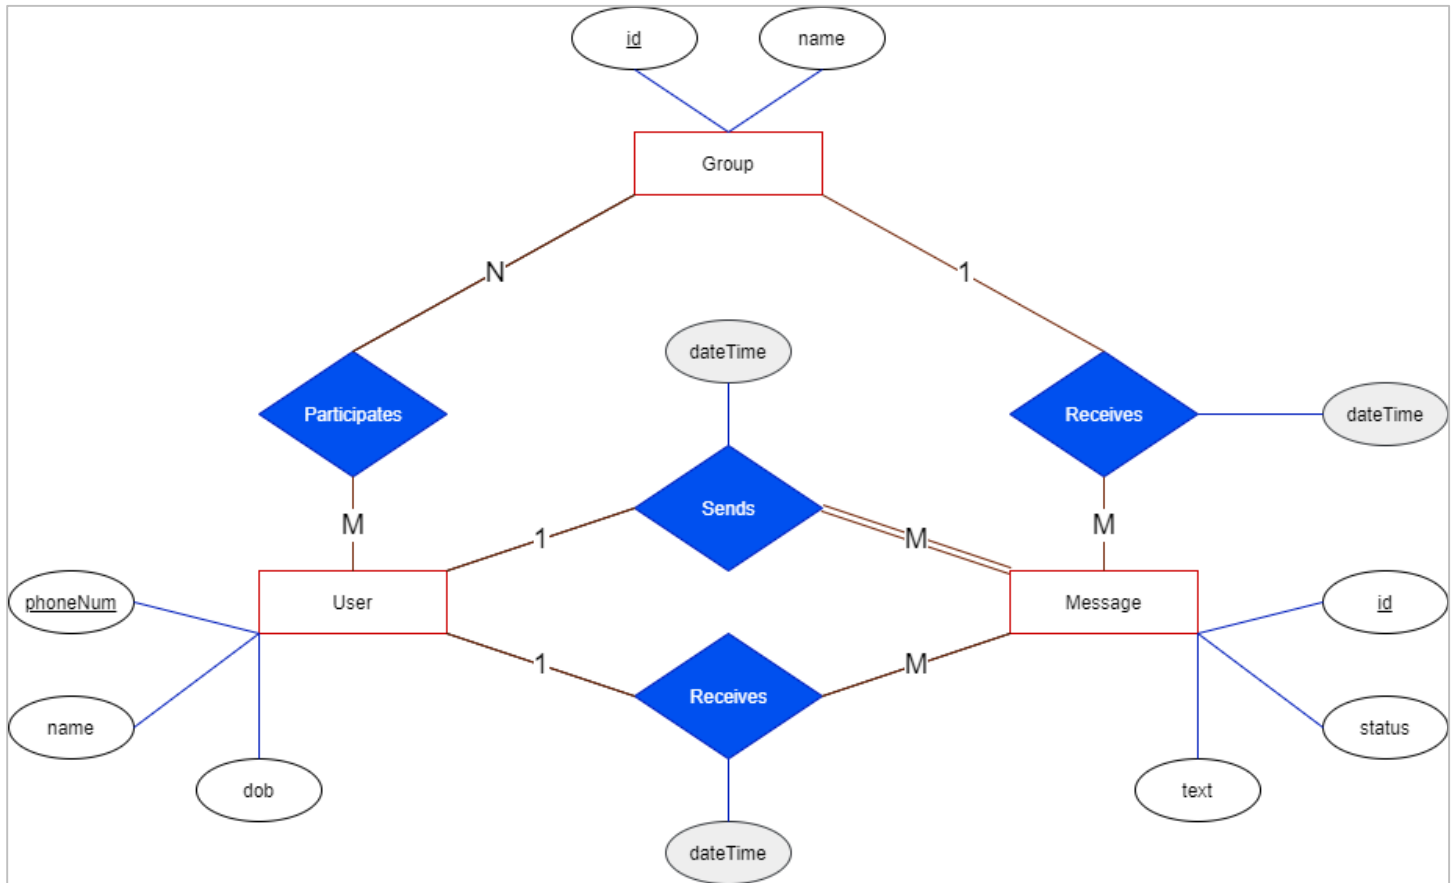 id
name
Group
N
1
dateTime
Participates
Receives
dateTime
M
Sends
M
1
M
phoneNum
User
Message
id
1
M
name
Receives
status
dob
text
dateTime